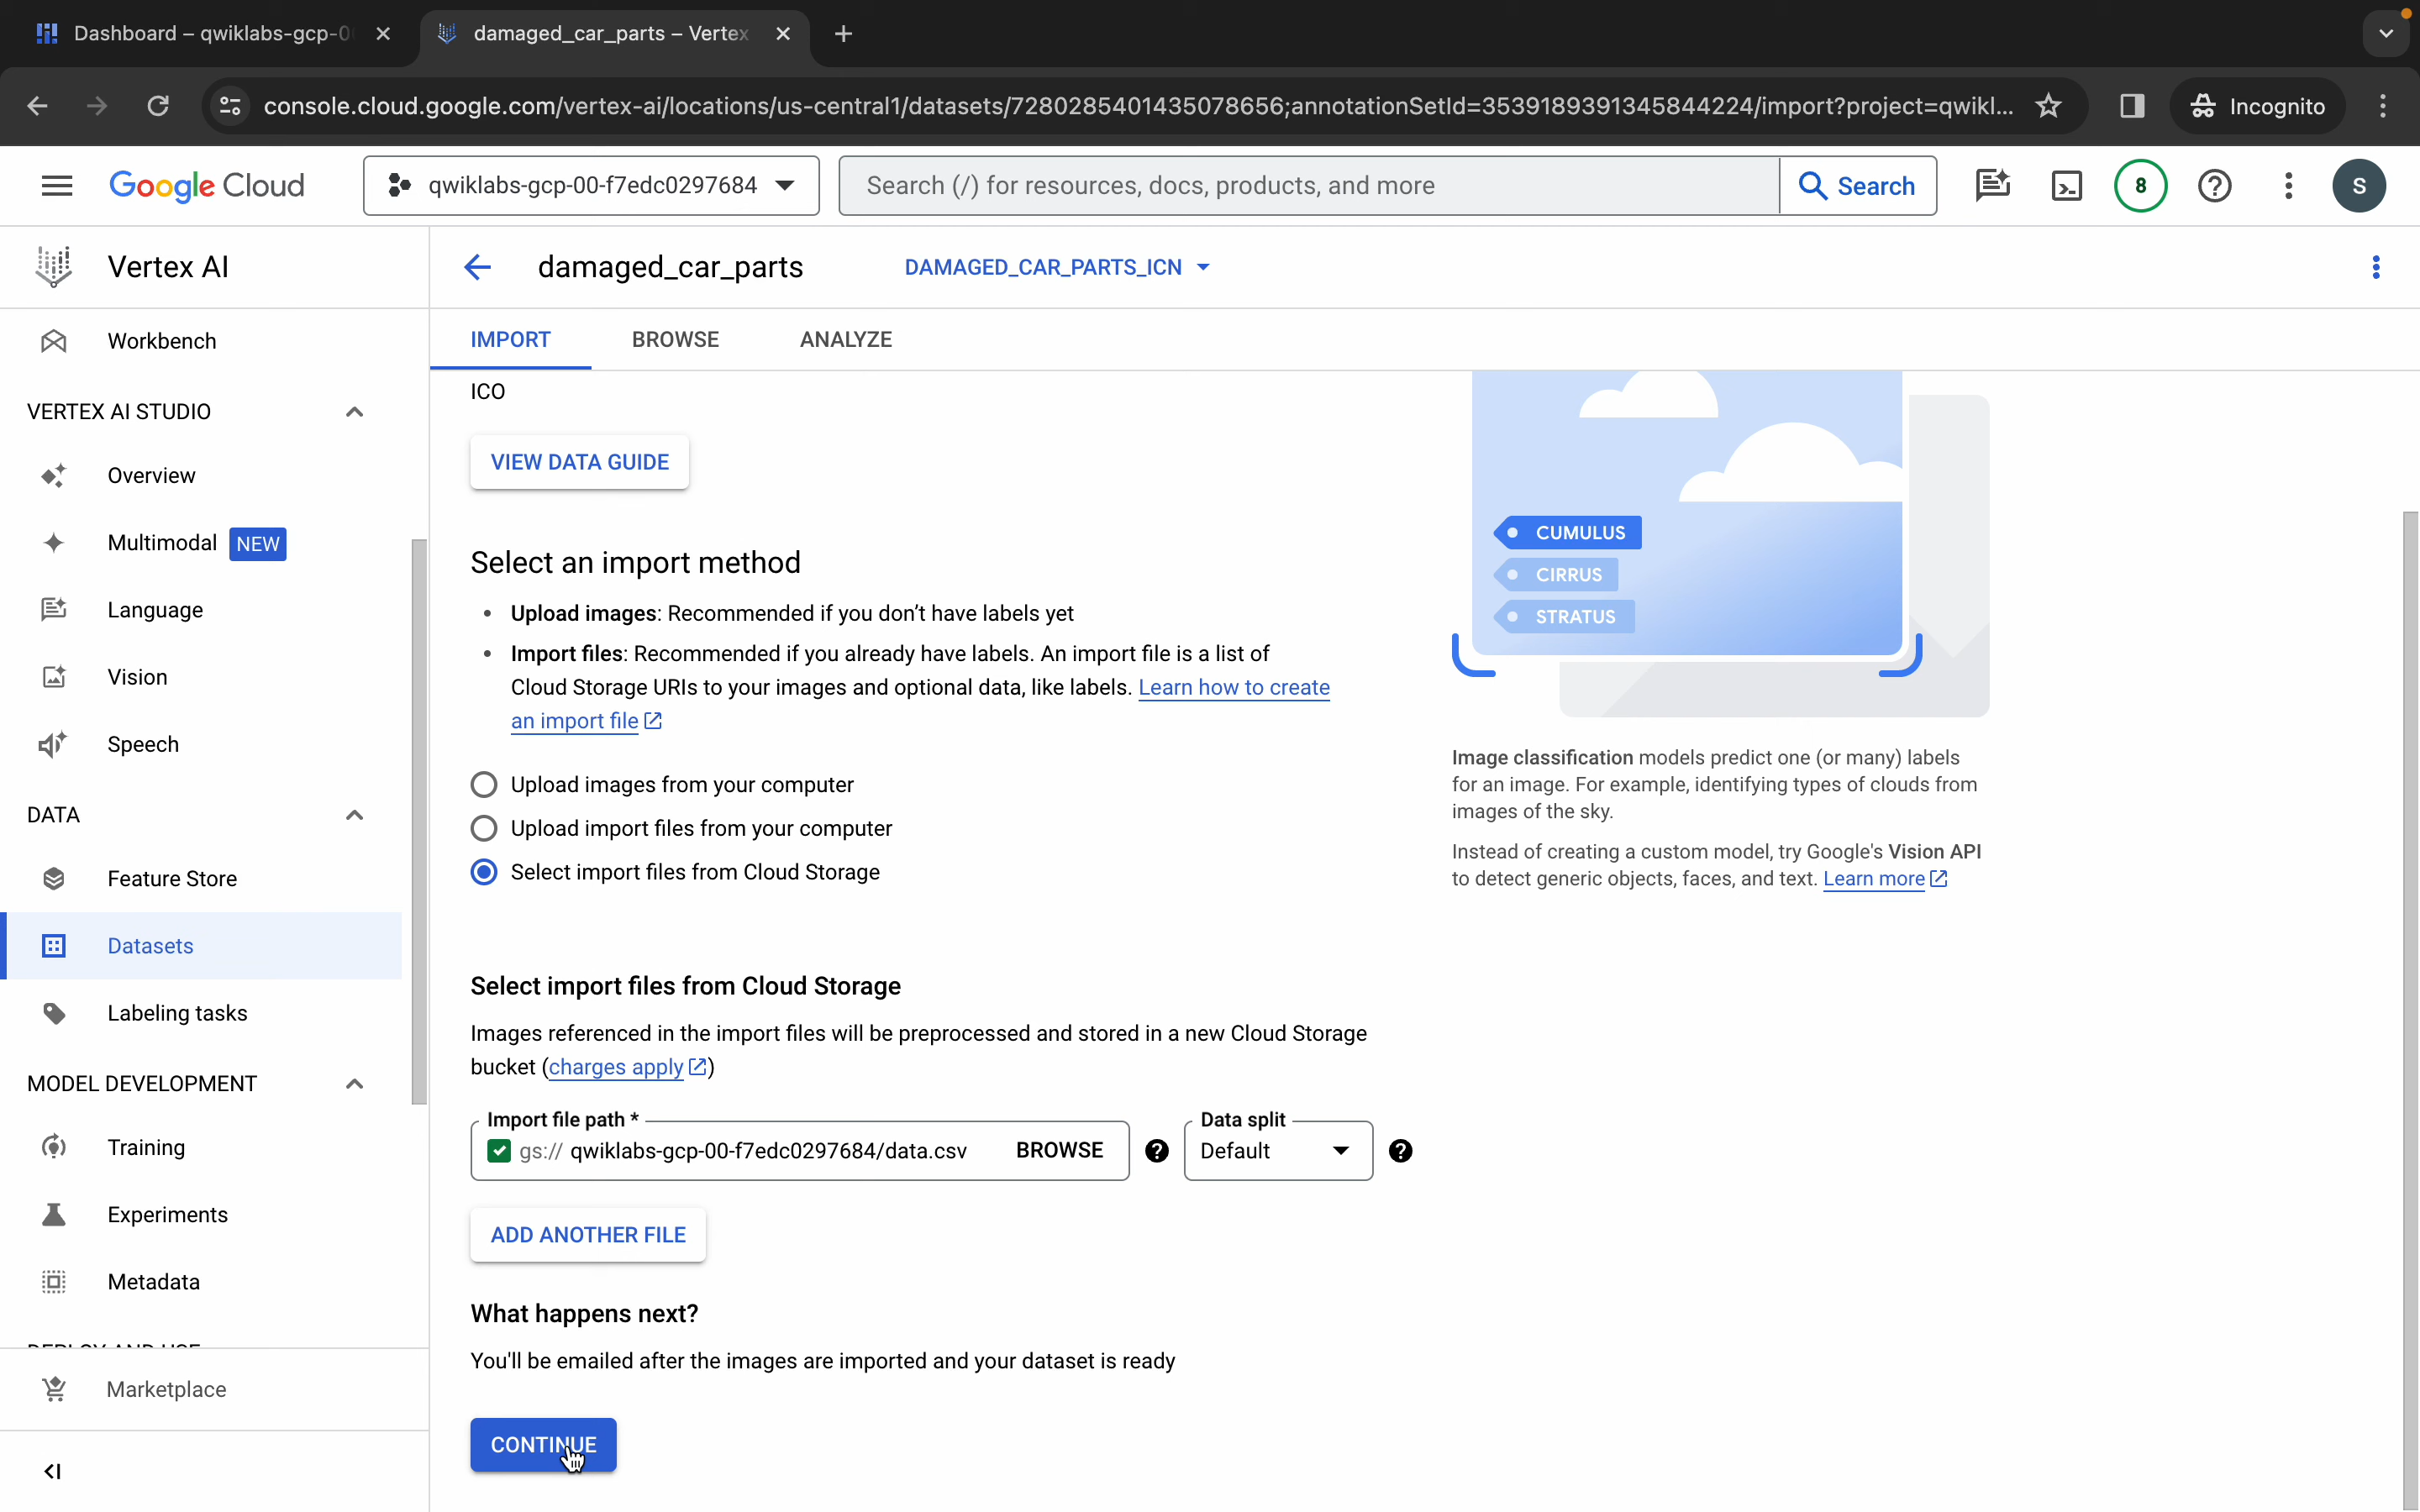 Dashboard – qwiklabs-gcp-0
damaged_car_parts – Vertex
console.cloud.google.com/vertex-ai/locations/us-central1/datasets/7280285401435078656;annotationSetId=3539189391345844224/import?project=qwikl...
Incognito
Google Cloud
qwiklabs-gcp-00-f7edc0297684
Search (/) for resources, docs, products, and more
Search
8
S
Vertex AI
damaged_car_parts
DAMAGED_CAR_PARTS_ICN
Workbench
VERTEX AI STUDIO
Overview
Multimodal NEW
Language
Vision
Speech
DATA
Feature Store
Datasets
Labeling tasks
MODEL DEVELOPMENT
Training
Experiments
Metadata
DEPLOY AND USE
Marketplace
IMPORT
BROWSE
ANALYZE
ICO
VIEW DATA GUIDE
Select an import method
• Upload images: Recommended if you don't have labels yet
• Import files: Recommended if you already have labels. An import file is a list of
Cloud Storage URIs to your images and optional data, like labels. Learn how to create
an import file
Upload images from your computer
Upload import files from your computer
Select import files from Cloud Storage
Select import files from Cloud Storage
Images referenced in the import files will be preprocessed and stored in a new Cloud Storage
bucket (charges apply)
Import file path *
gs:// qwiklabs-gcp-00-f7edc0297684/data.csv BROWSE
Data split
Default
ADD ANOTHER FILE
What happens next?
You'll be emailed after the images are imported and your dataset is ready
CONTINUE
CUMULUS
CIRRUS
STRATUS
Image classification models predict one (or many) labels
for an image. For example, identifying types of clouds from
images of the sky.
Instead of creating a custom model, try Google's Vision API
to detect generic objects, faces, and text. Learn more